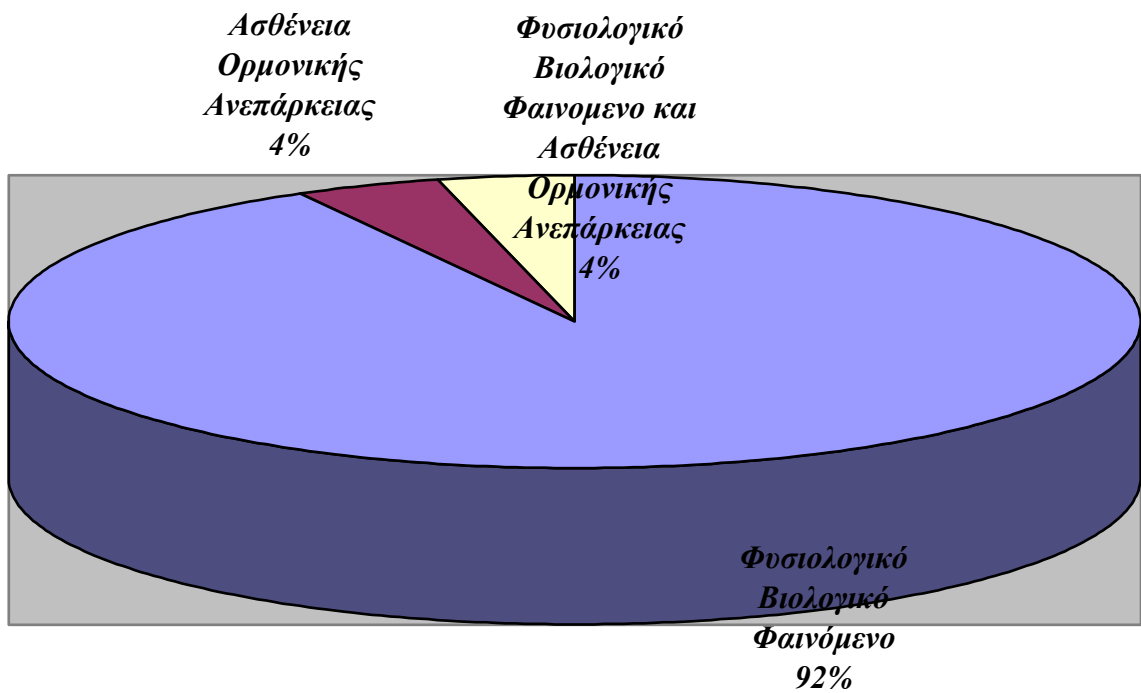 Ασθένεια
Ορμονικής
Ανεπάρκειας
4%
Φυσιολογικό
Βιολογικό
Φαινομενο και
Ασθένεια
Ορμονικής
Ανεπάρκειας
4%
Φυσιολογικό
Βιολογικό
Φαινόμενο
92%